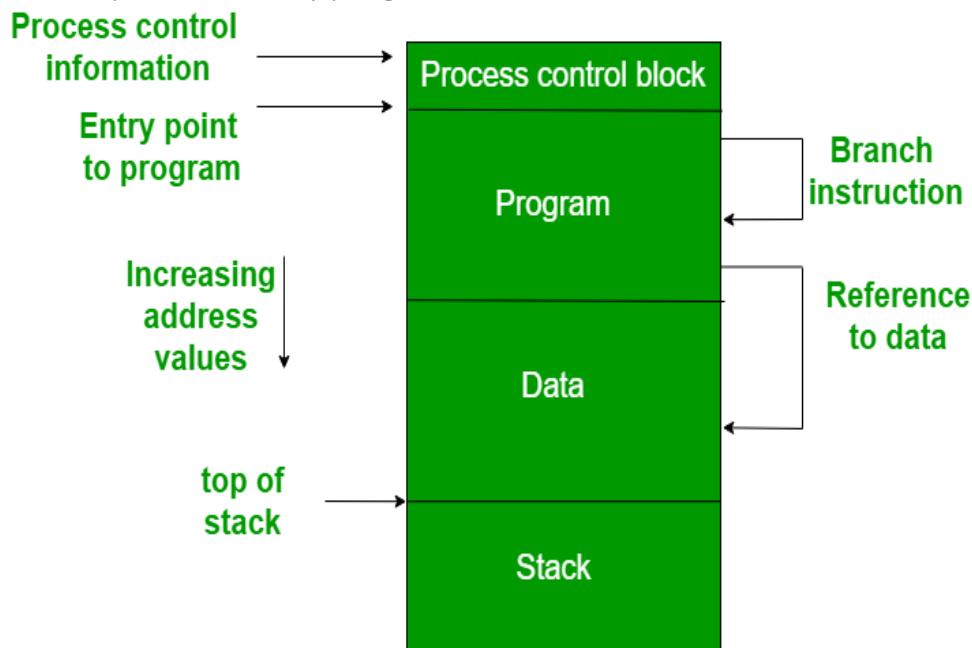 Process control
information
Process control block
Entry point
to program
Program
Branch
instruction
Increasing
address
values
Reference
to data
Data
top of
stack
Stack